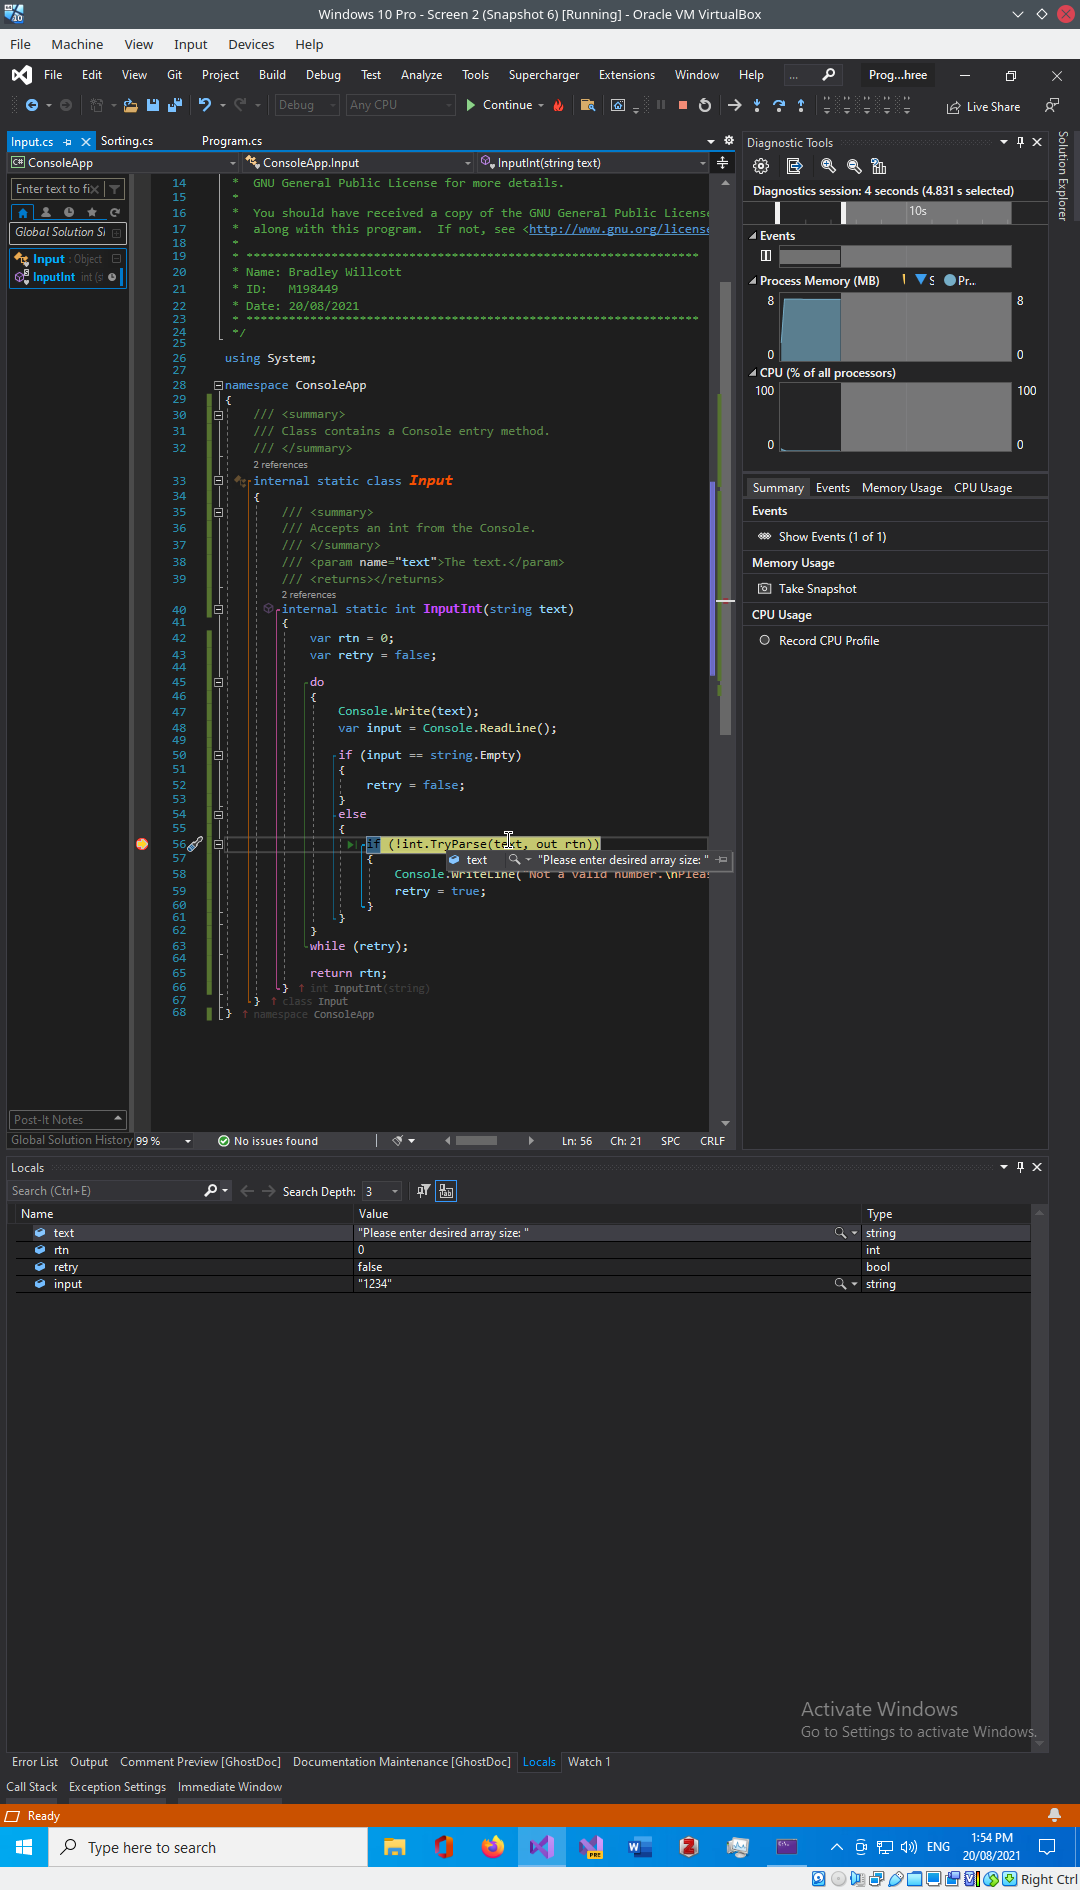 Windows 10 Pro - Screen 2 (Snapshot 6) [Running] - Oracle VM VirtualBox
File Machine View Input Devices Help
File Edit View Git Project Build Debug Test Analyze Tools Supercharger Extensions Window Help ... Prog...hree
Debug Any CPU Continue Live Share
Input.cs Sorting.cs Program.cs
ConsoleApp ConsoleApp.Input InputInt(string text)
Enter text to fi
Global Solution
Input : Object
InputInt int (s
14 * GNU General Public License for more details.
15 *
16 * You should have received a copy of the GNU General Public License
17 * along with this program. If not, see <http://www.gnu.org/license
18 *
19 * ****************************************************************
20 * Name: Bradley Willcott
21 * ID: M198449
22 * Date: 20/08/2021
23 * ****************************************************************
24 */
25
26 using System;
27
28 namespace ConsoleApp
29 {
30 /// <summary>
31 /// Class contains a Console entry method.
32 /// </summary>
2 references
33 internal static class Input
34 {
35 /// <summary>
36 /// Accepts an int from the Console.
37 /// </summary>
38 /// <param name="text">The text.</param>
39 /// <returns></returns>
2 references
40 internal static int InputInt(string text)
41 {
42 var rtn = 0;
43 var retry = false;
44
45 do
46 {
47 Console.Write(text);
48 var input = Console.ReadLine();
49
50 if (input == string.Empty)
51 {
52 retry = false;
53 }
54 else
55 {
56 if (!int.TryParse(text, out rtn))
text "Please enter desired array size: "
57 {
58 Console.WriteLine("Not a valid number.\nPleas
59 retry = true;
60 }
61 }
62 }
63 while (retry);
64
65 return rtn;
66 } ↑ int InputInt(string)
67 } ↑ class Input
68 } ↑ namespace ConsoleApp
Post-It Notes
Global Solution History
99 % No issues found Ln: 56 Ch: 21 SPC CRLF
Diagnostic Tools
Diagnostics session: 4 seconds (4.831 s selected)
10s
Events
Process Memory (MB) S Pr...
8 8
0 0
CPU (% of all processors)
100 100
0 0
Summary Events Memory Usage CPU Usage
Events
Show Events (1 of 1)
Memory Usage
Take Snapshot
CPU Usage
Record CPU Profile
Solution Explorer
Locals
Search (Ctrl+E) Search Depth: 3
Name Value Type
text "Please enter desired array size: " string
rtn 0 int
retry false bool
input "1234" string
Activate Windows
Go to Settings to activate Windows.
Error List Output Comment Preview [GhostDoc] Documentation Maintenance [GhostDoc] Locals Watch 1
Call Stack Exception Settings Immediate Window
Ready
Type here to search
PRE
ENG
1:54 PM
20/08/2021
Right Ctrl